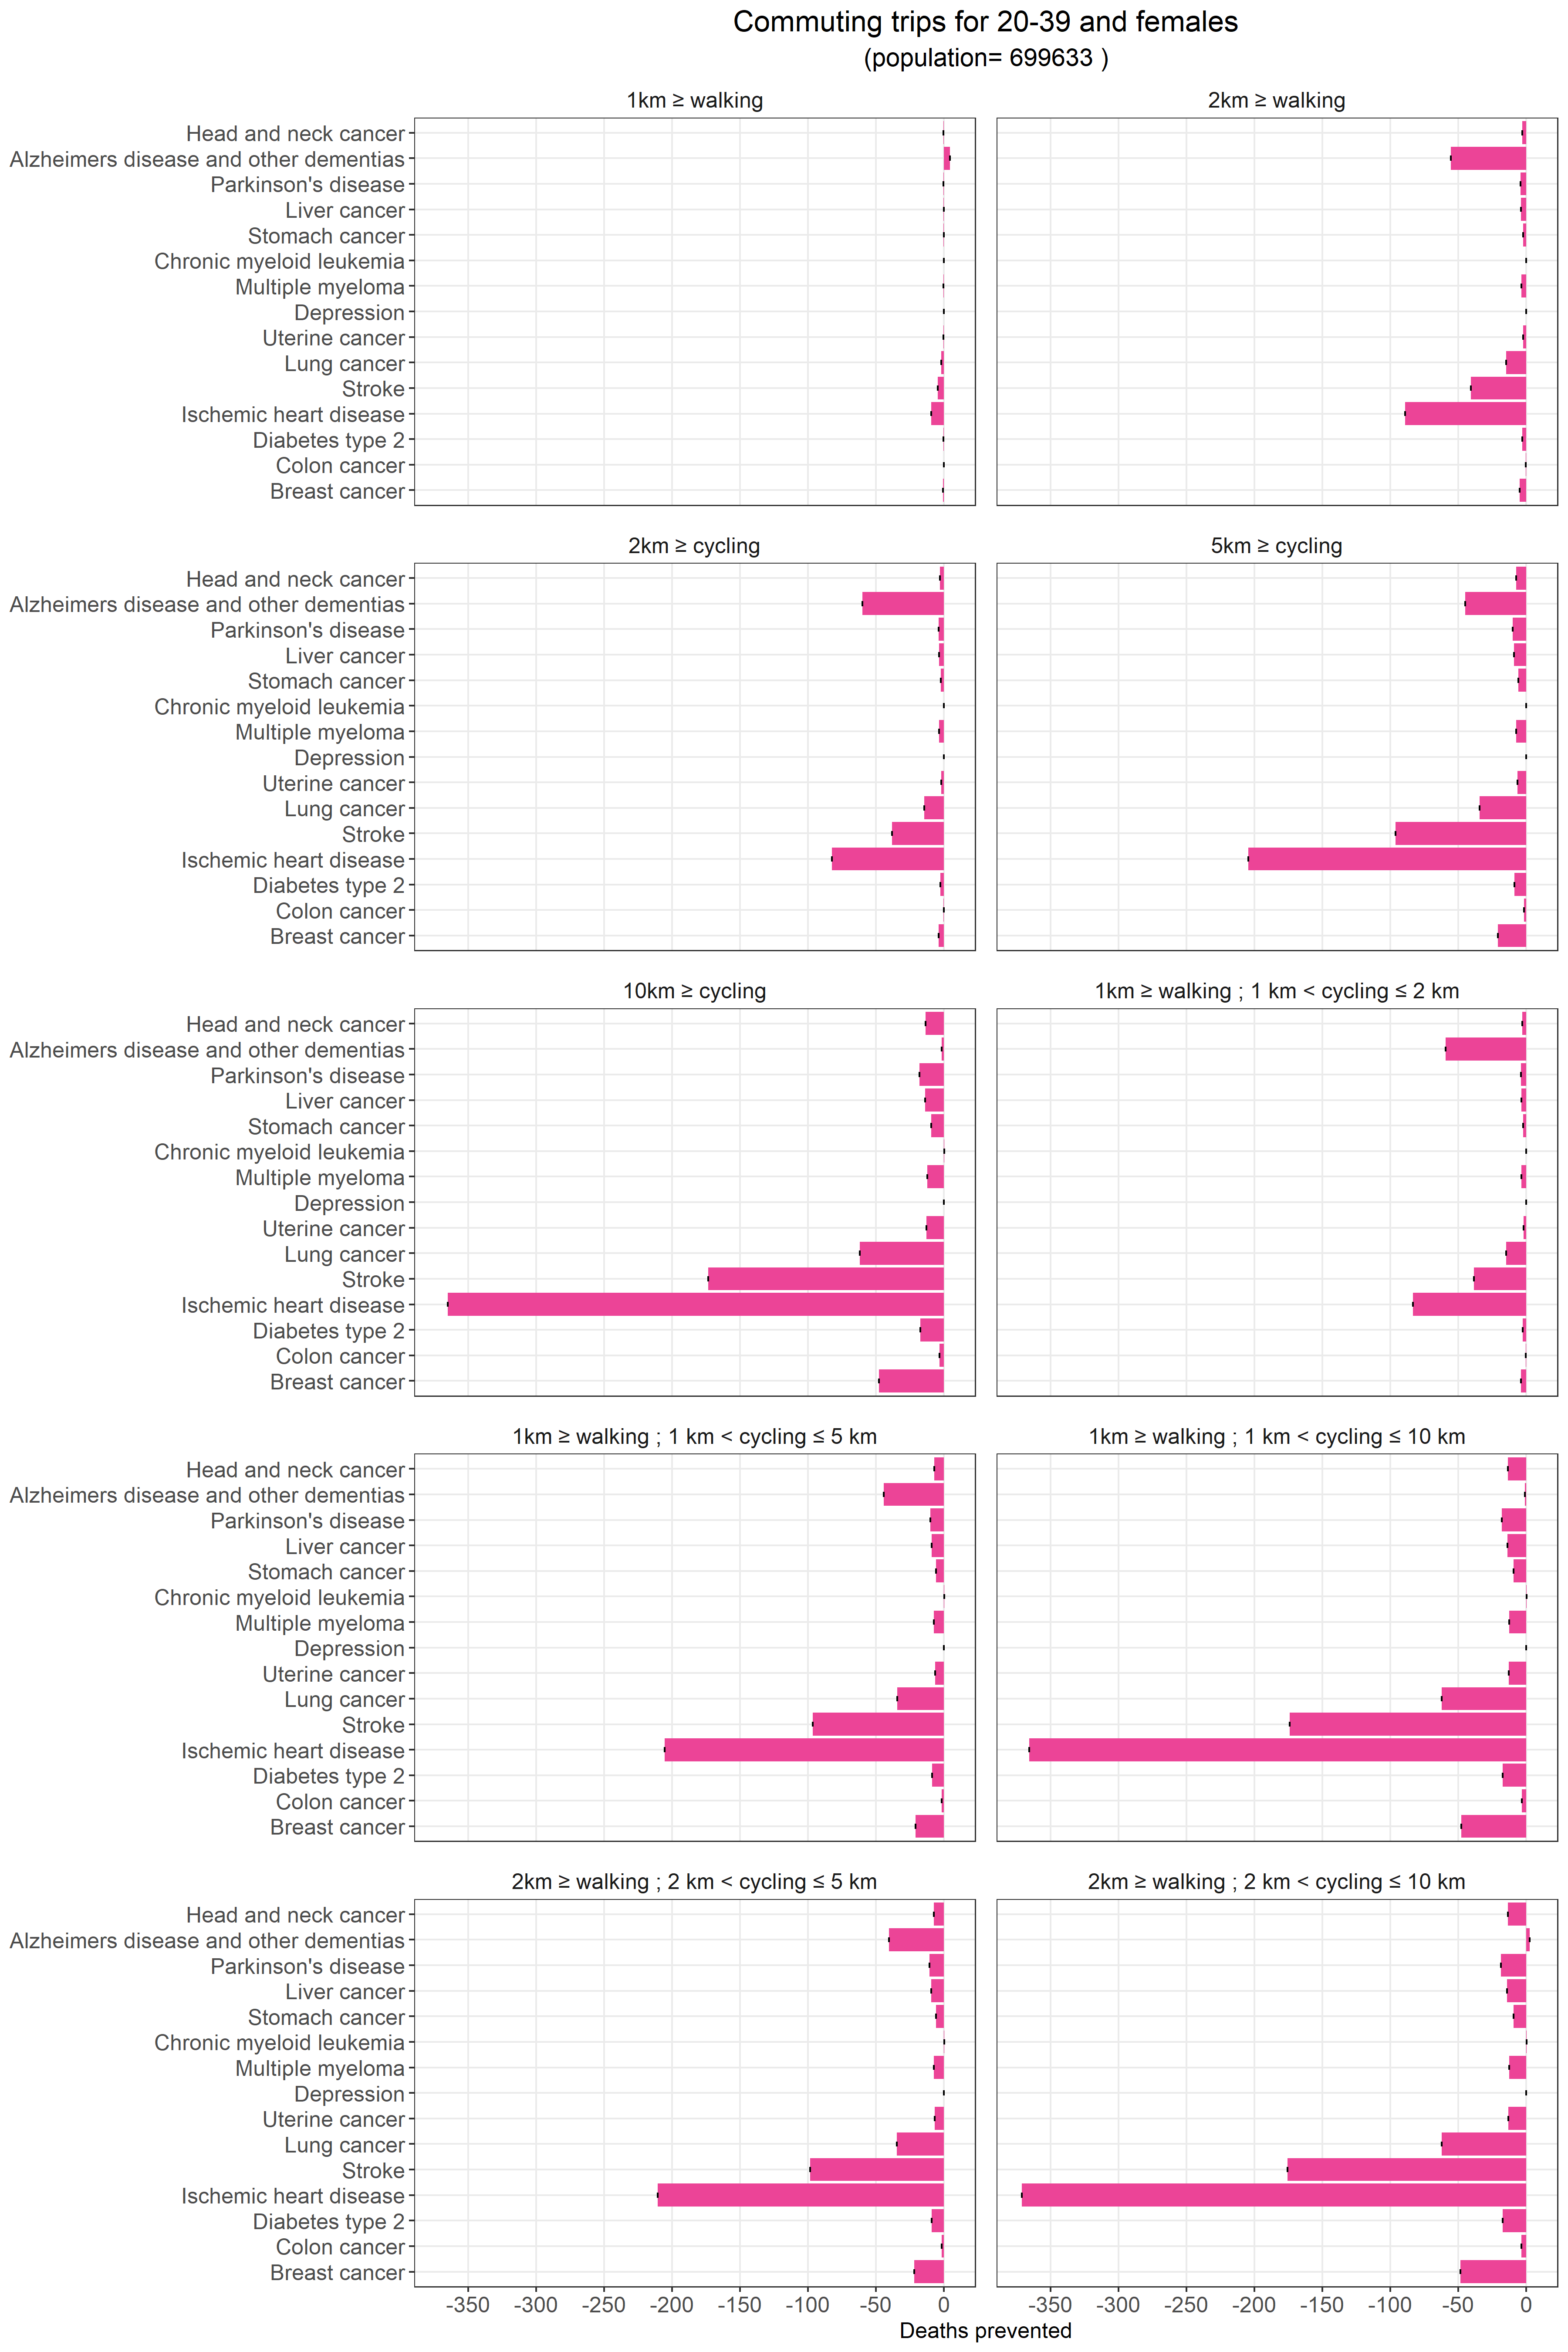 Commuting trips for 20-39 and females
(population= 699633 )
1km ≥ walking
2km ≥ walking
Head and neck cancer
Alzheimers disease and other dementias
Parkinson's disease
Liver cancer
Stomach cancer
Chronic myeloid leukemia
Multiple myeloma
Depression
Uterine cancer
Lung cancer
Stroke
Ischemic heart disease
Diabetes type 2
Colon cancer
Breast cancer
2km ≥ cycling
5km ≥ cycling
Head and neck cancer
Alzheimers disease and other dementias
Parkinson's disease
Liver cancer
Stomach cancer
Chronic myeloid leukemia
Multiple myeloma
Depression
Uterine cancer
Lung cancer
Stroke
Ischemic heart disease
Diabetes type 2
Colon cancer
Breast cancer
10km ≥ cycling
1km ≥ walking ; 1 km < cycling ≤ 2 km
Head and neck cancer
Alzheimers disease and other dementias
Parkinson's disease
Liver cancer
Stomach cancer
Chronic myeloid leukemia
Multiple myeloma
Depression
Uterine cancer
Lung cancer
Stroke
Ischemic heart disease
Diabetes type 2
Colon cancer
Breast cancer
1km ≥ walking ; 1 km < cycling ≤ 5 km
1km ≥ walking ; 1 km < cycling ≤ 10 km
Head and neck cancer
Alzheimers disease and other dementias
Parkinson's disease
Liver cancer
Stomach cancer
Chronic myeloid leukemia
Multiple myeloma
Depression
Uterine cancer
Lung cancer
Stroke
Ischemic heart disease
Diabetes type 2
Colon cancer
Breast cancer
2km ≥ walking ; 2 km < cycling ≤ 5 km
2km ≥ walking ; 2 km < cycling ≤ 10 km
Head and neck cancer
Alzheimers disease and other dementias
Parkinson's disease
Liver cancer
Stomach cancer
Chronic myeloid leukemia
Multiple myeloma
Depression
Uterine cancer
Lung cancer
Stroke
Ischemic heart disease
Diabetes type 2
Colon cancer
Breast cancer
-350 -300 -250 -200 -150 -100 -50 0
-350 -300 -250 -200 -150 -100 -50 0
Deaths prevented